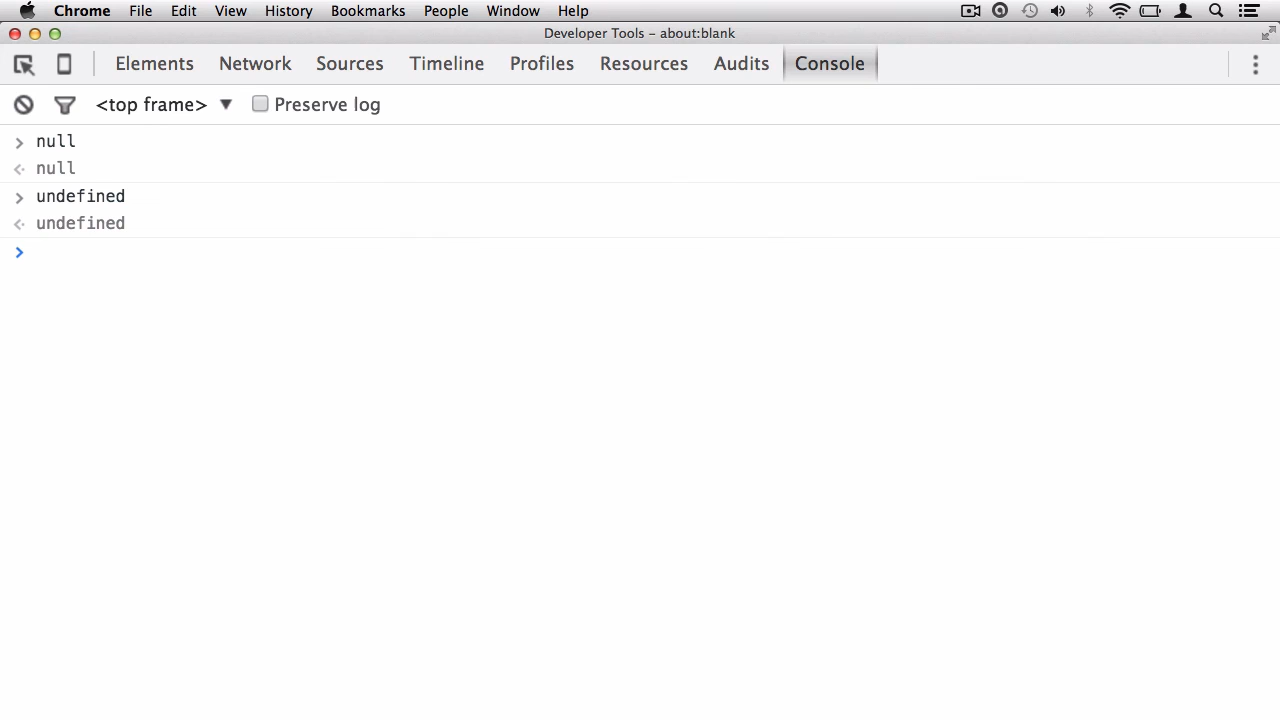 Chrome File Edit View History Bookmarks People Window Help
Developer Tools - about:blank
Elements Network Sources Timeline Profiles Resources Audits Console
<top frame> ▼ Preserve log
> null
<· null
> undefined
<· undefined
>